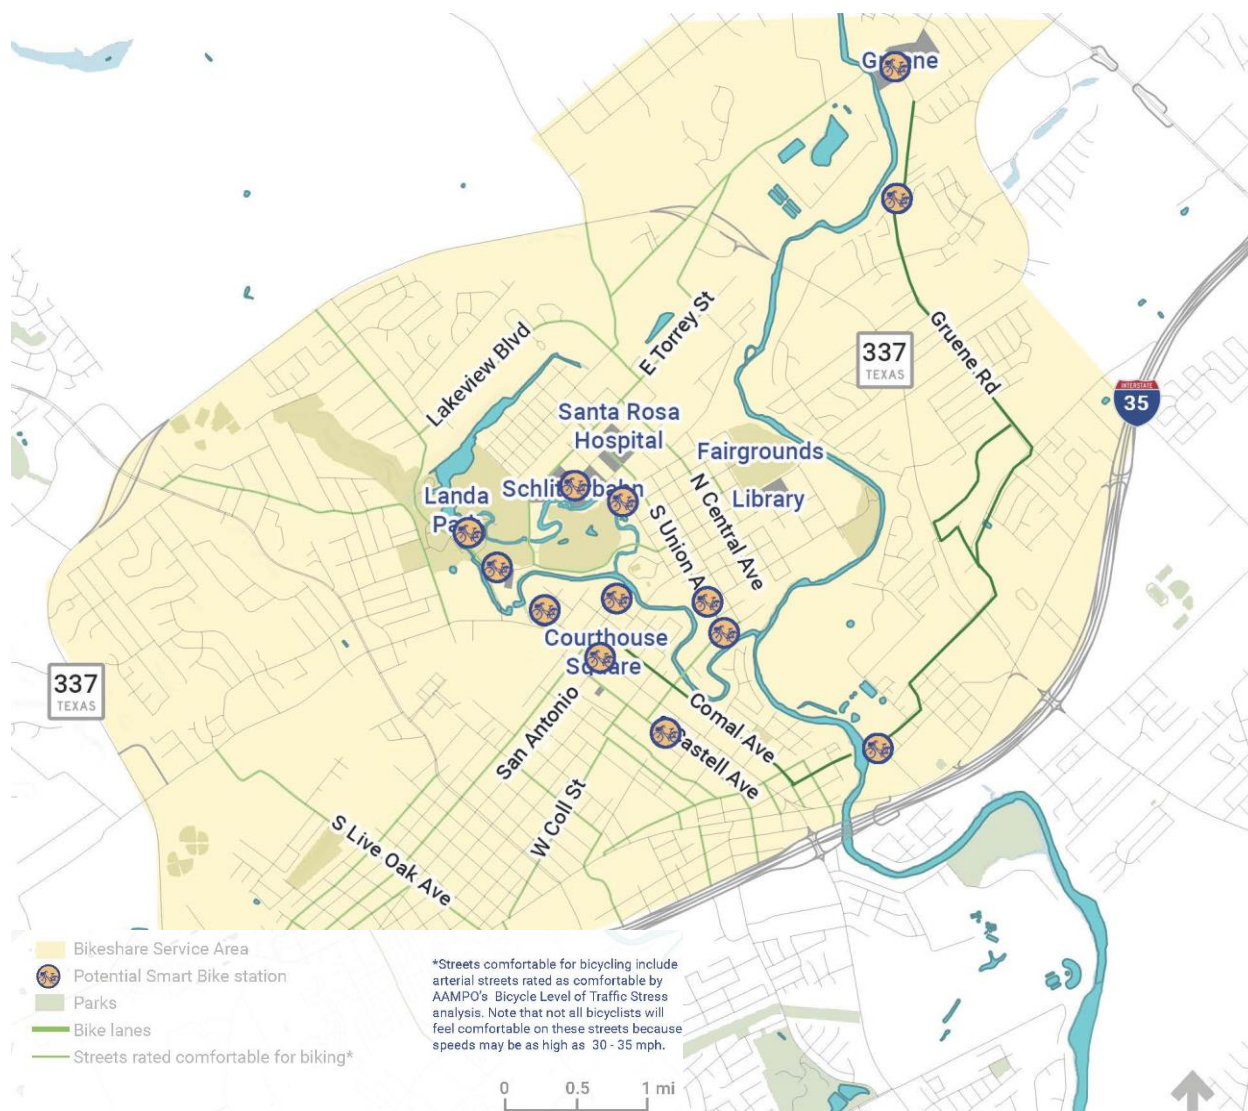 Gruene
337
TEXAS
Gruene Rd
INTERSTATE
35
E Torrey St
Lakeview Blvd
Santa Rosa
Hospital
Fairgrounds
Library
N Central Ave
Landa
Park
Schlitterbahn
S Union
Courthouse
Square
337
TEXAS
San Antonio
Comal Ave
Castell Ave
W Coll St
S Live Oak Ave
Bikeshare Service Area
Potential Smart Bike station
Parks
Bike lanes
Streets rated comfortable for biking*
*Streets comfortable for bicycling include
arterial streets rated as comfortable by
AAMPO's Bicycle Level of Traffic Stress
analysis. Note that not all bicyclists will
feel comfortable on these streets because
speeds may be as high as 30 - 35 mph.
0 0.5 1 mi